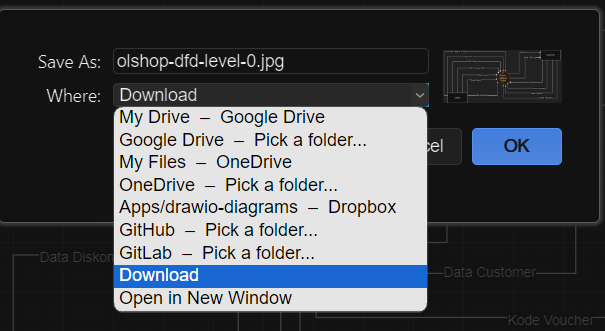 Save As: olshop-dfd-level-0.jpg
Where: Download
My Drive – Google Drive
Google Drive – Pick a folder...
My Files – OneDrive
OneDrive – Pick a folder...
Apps/drawio-diagrams – Dropbox
GitHub – Pick a folder...
GitLab – Pick a folder...
Download
Open in New Window
cel
OK
Data Diskon
Data Customer
Kode Voucher